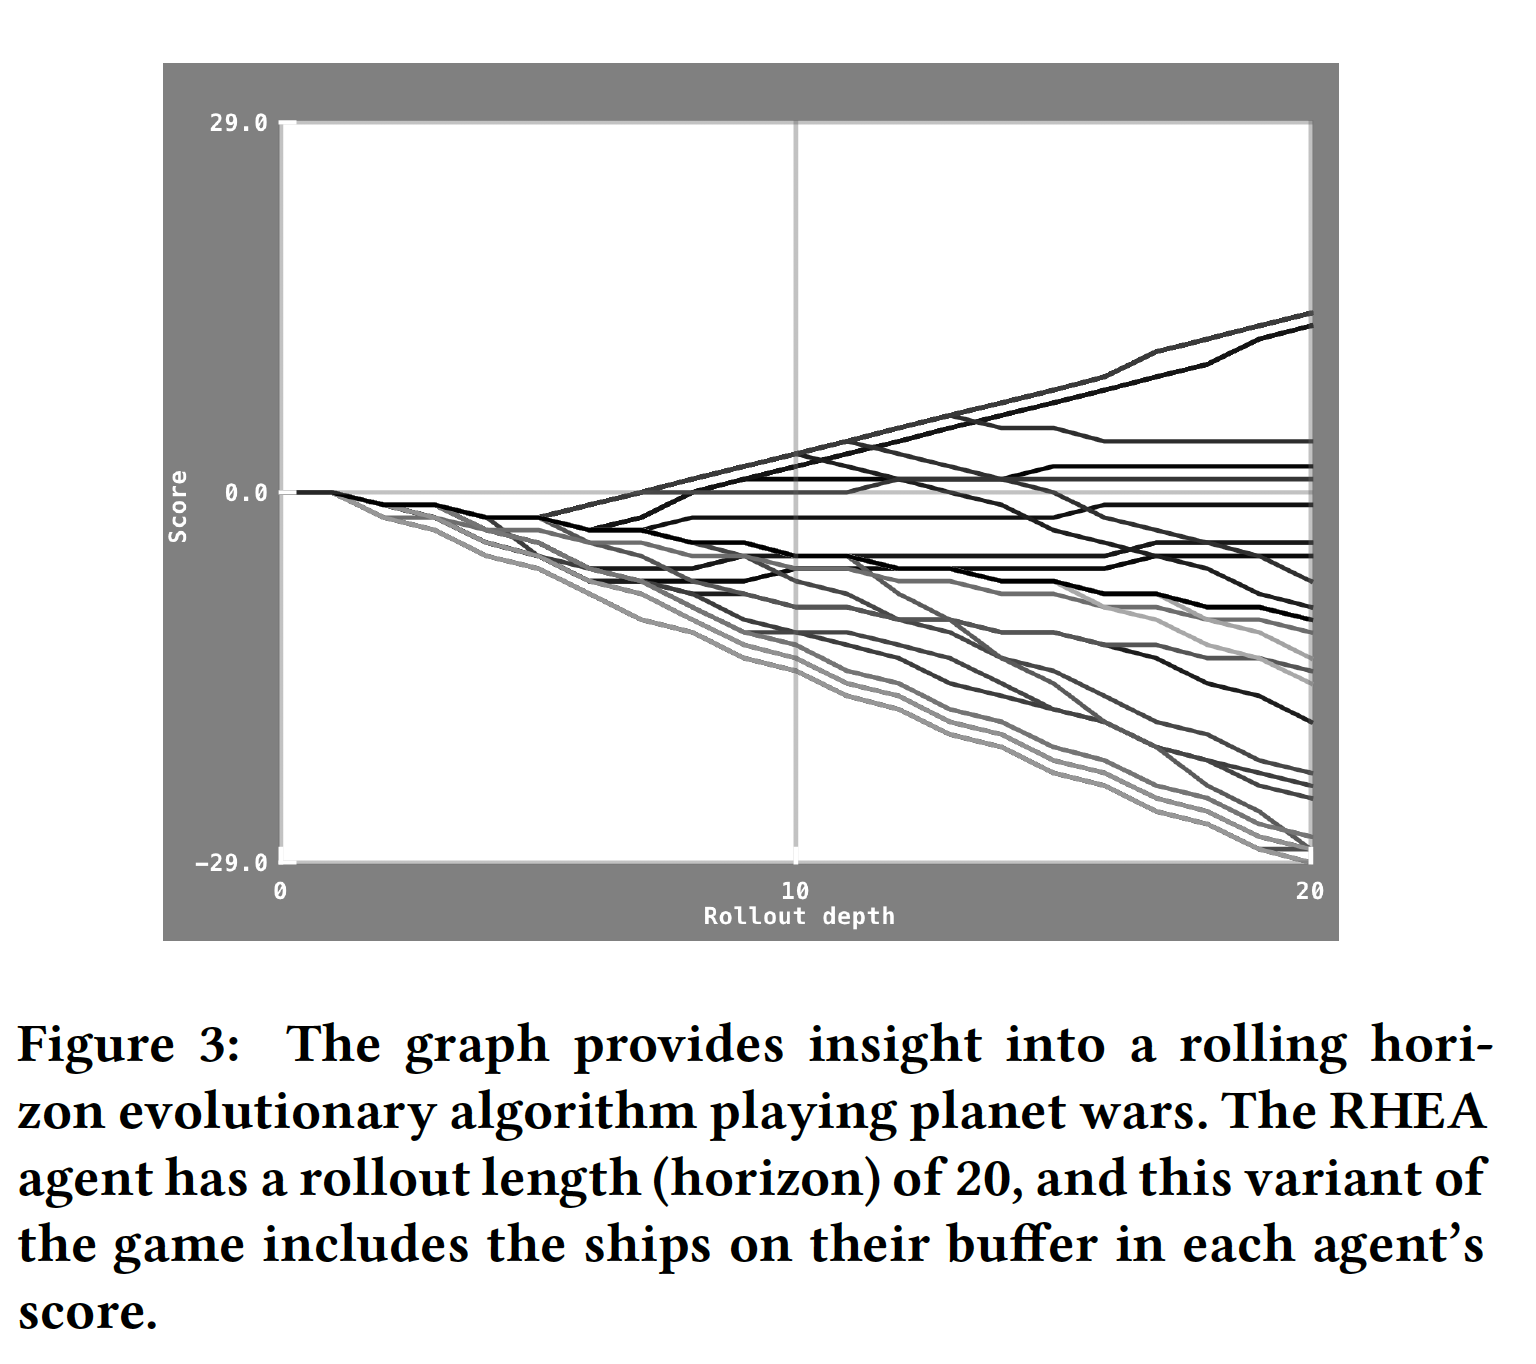 29.0
0.0
Score
−29.0
0
10
20
Rollout depth
Figure 3: The graph provides insight into a rolling hori-
zon evolutionary algorithm playing planet wars. The RHEA
agent has a rollout length (horizon) of 20, and this variant of
the game includes the ships on their buffer in each agent’s
score.